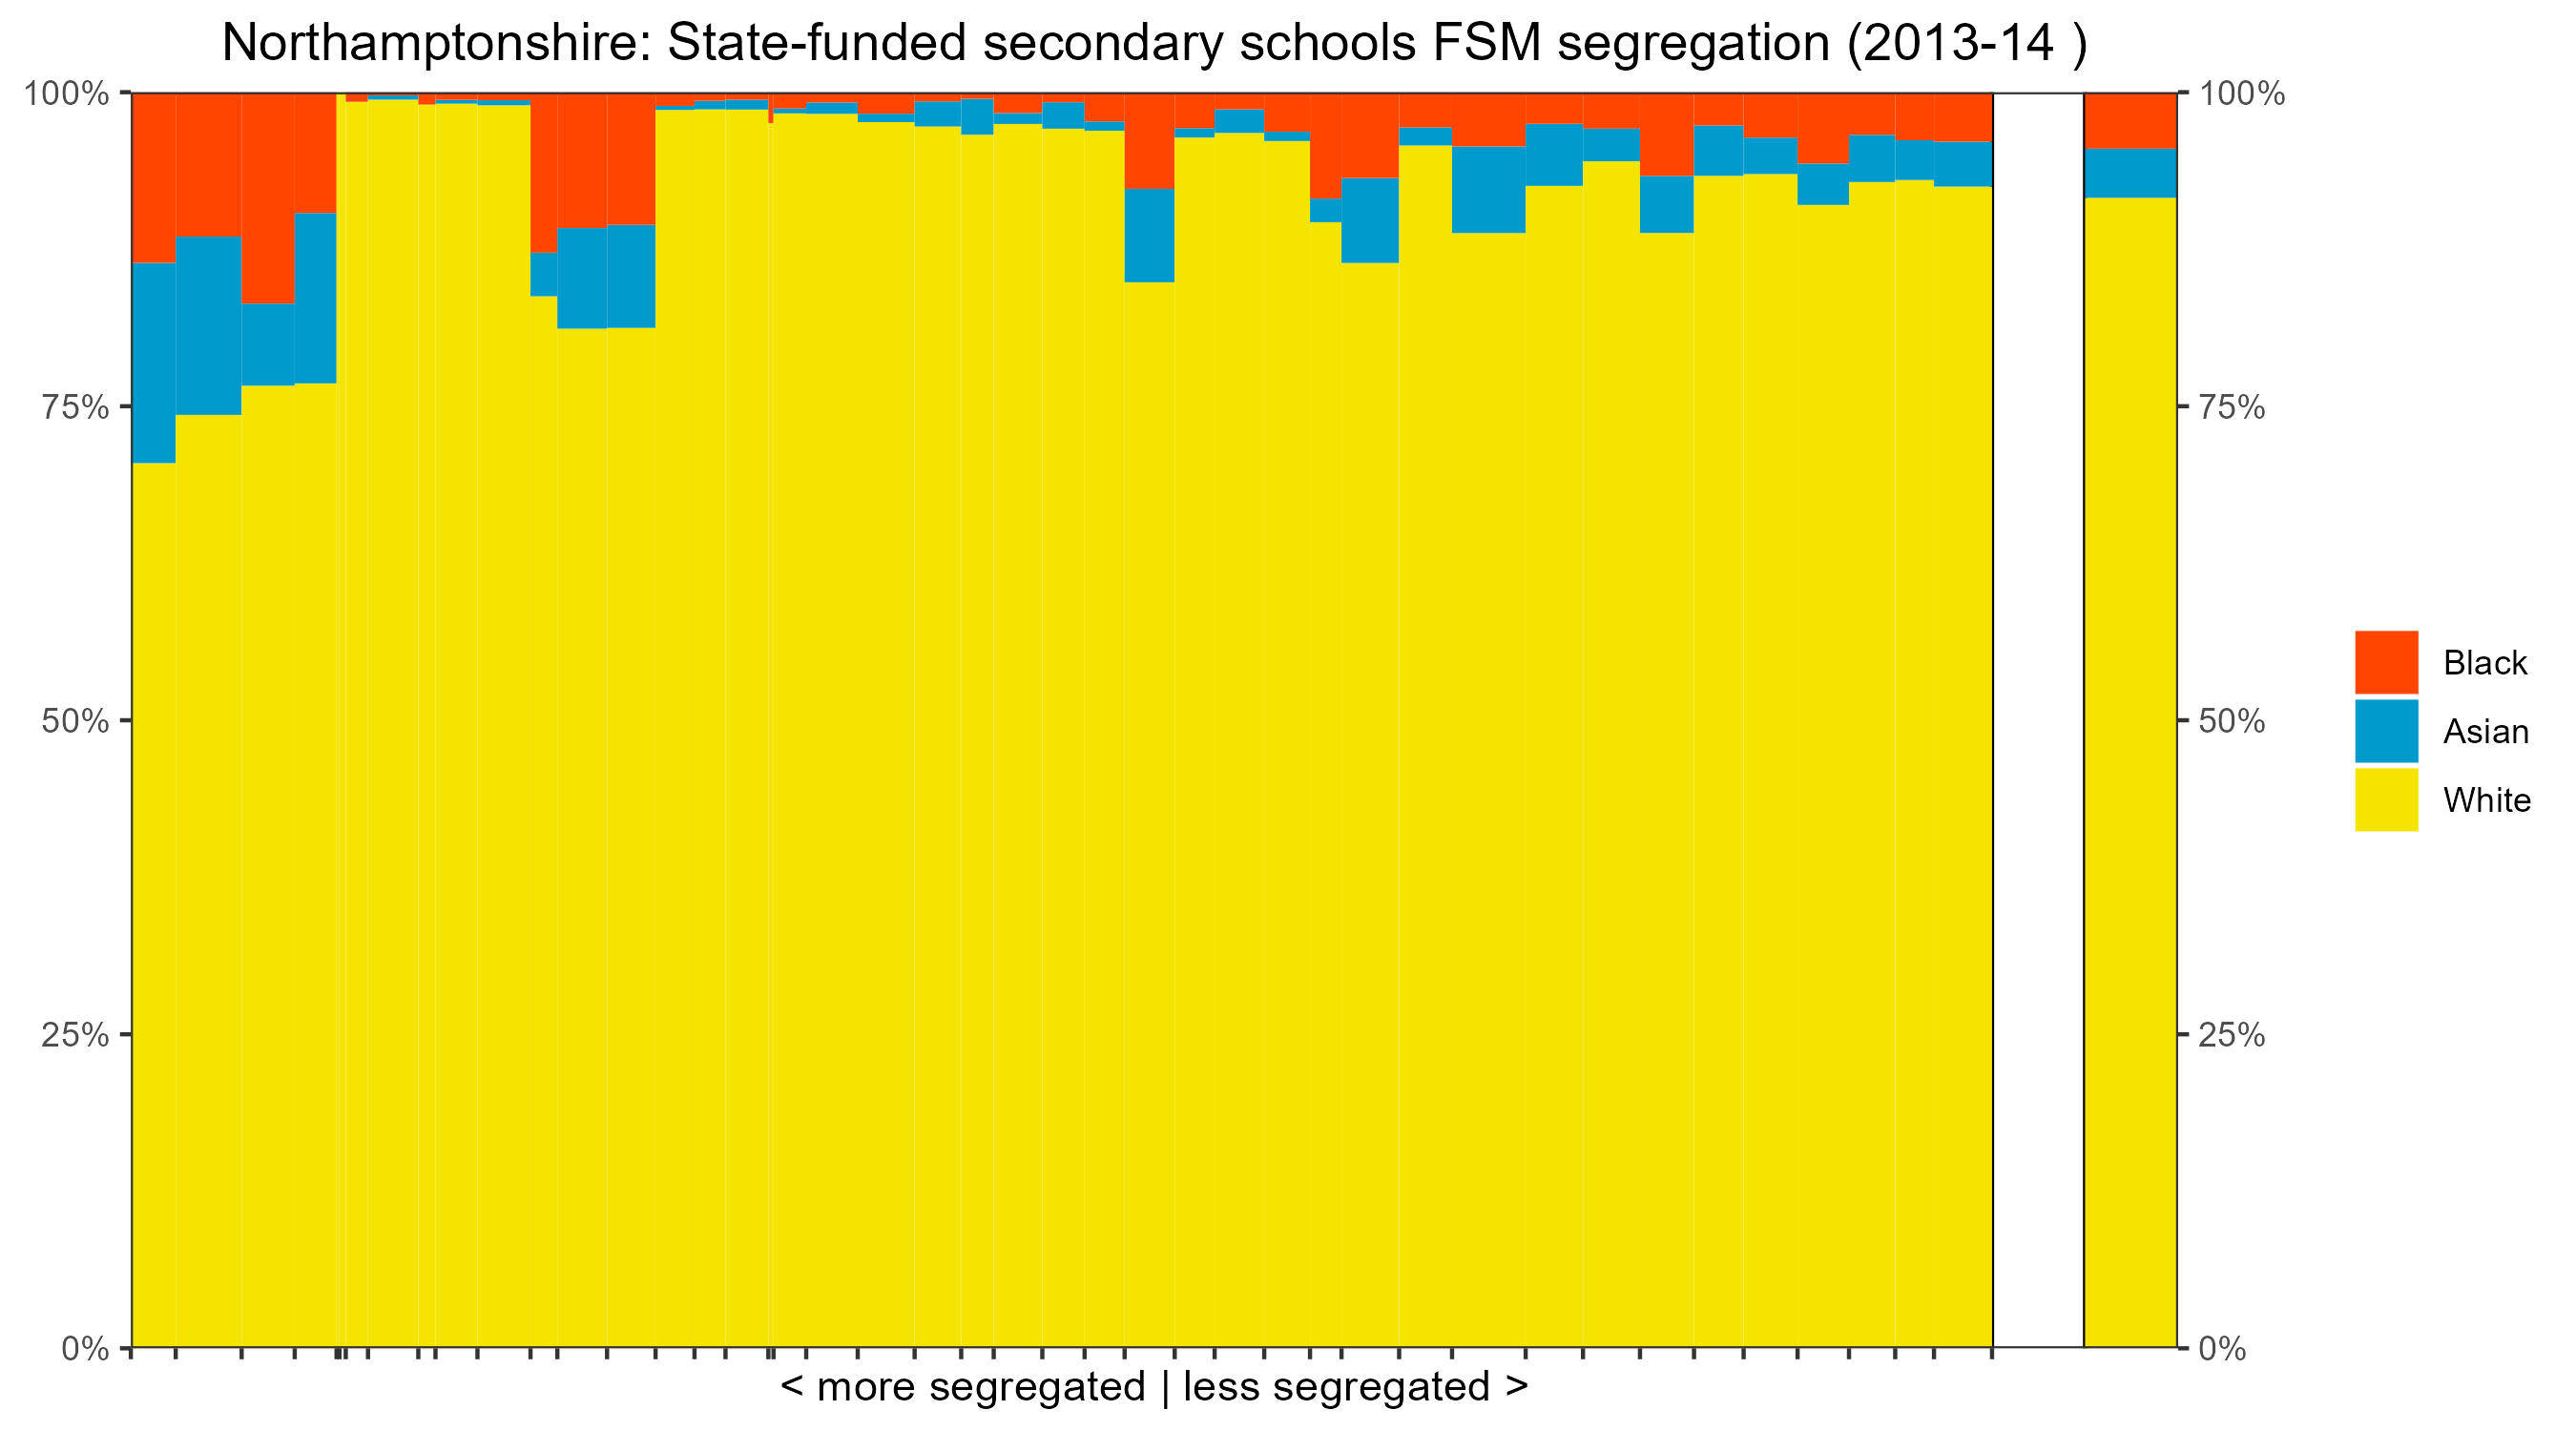 Northamptonshire: State-funded secondary schools FSM segregation (2013-14 )
100%
75%
50%
25%
0%
100%
75%
50%
25%
0%
< more segregated | less segregated >
Black
Asian
White